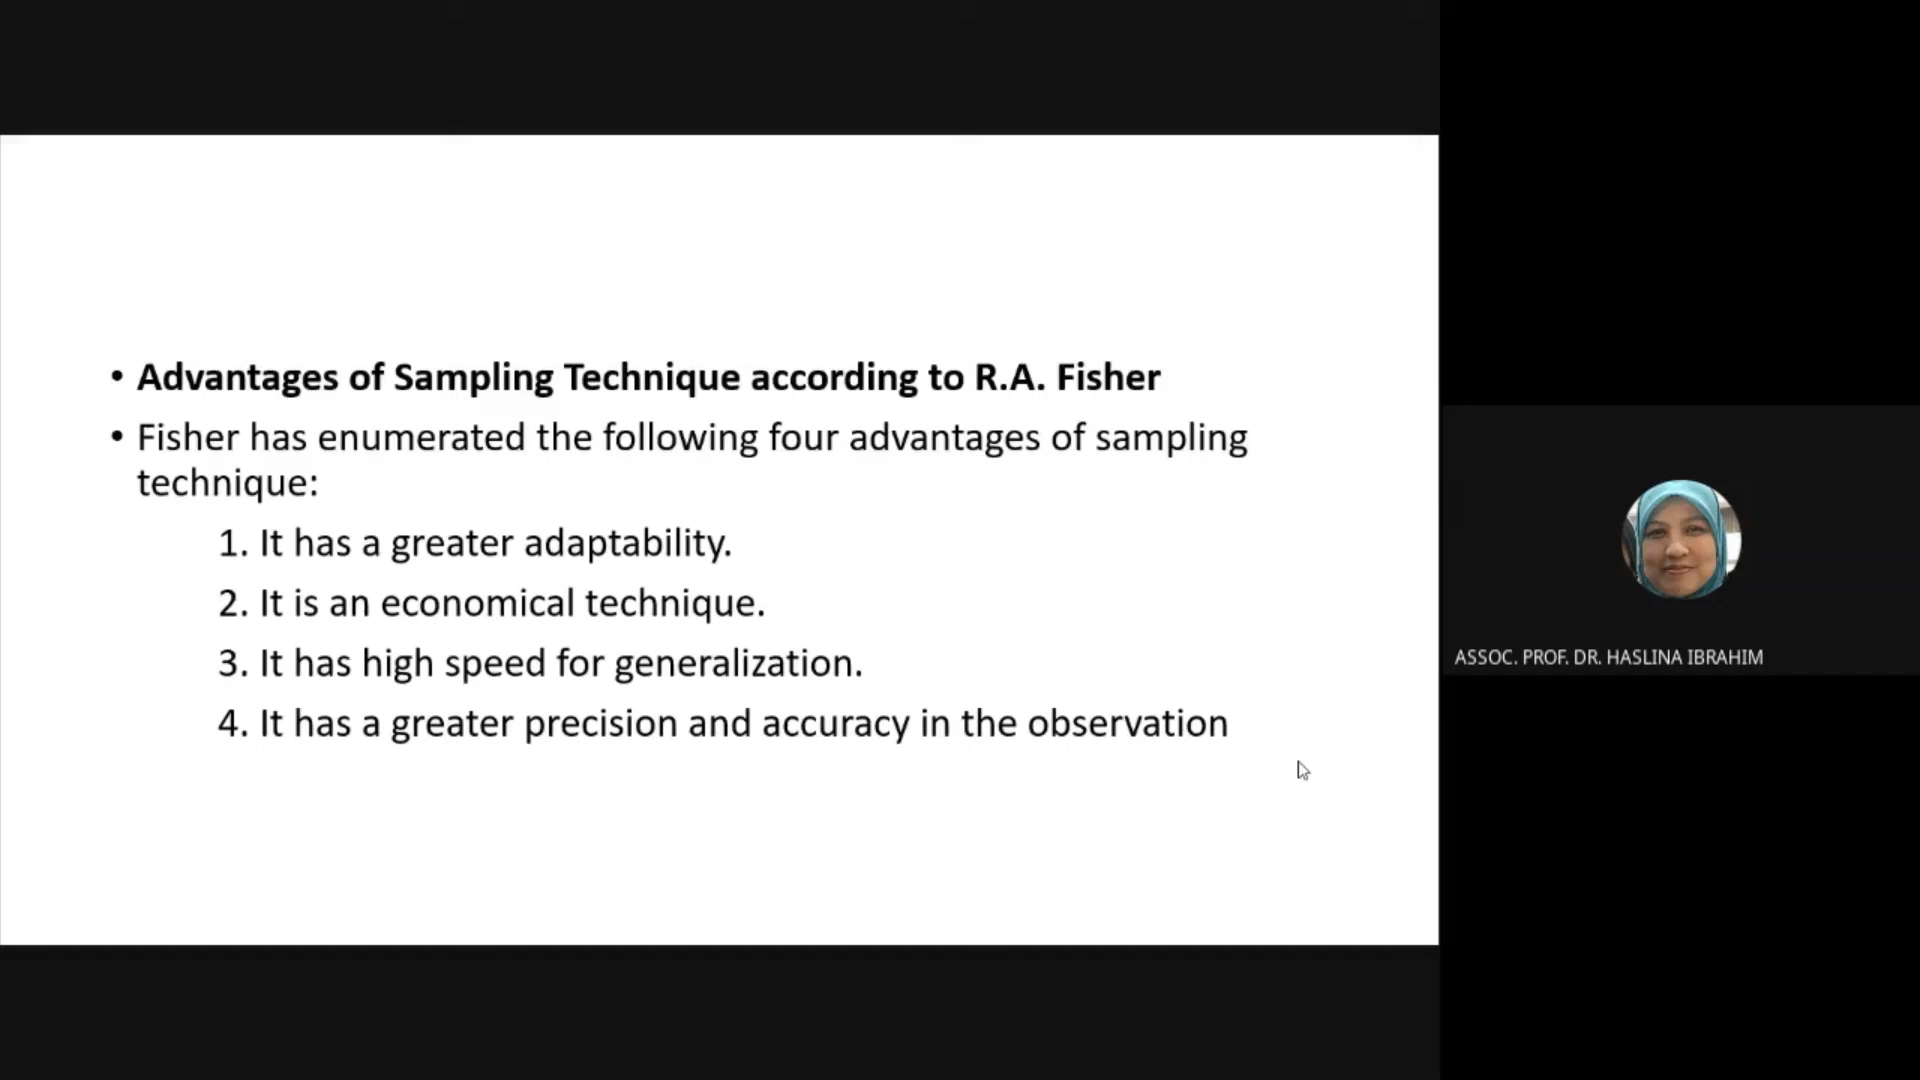 • Advantages of Sampling Technique according to R.A. Fisher
• Fisher has enumerated the following four advantages of sampling
technique:
1. It has a greater adaptability.
2. It is an economical technique.
3. It has high speed for generalization.
4. It has a greater precision and accuracy in the observation
ASSOC. PROF. DR. HASLINA IBRAHIM